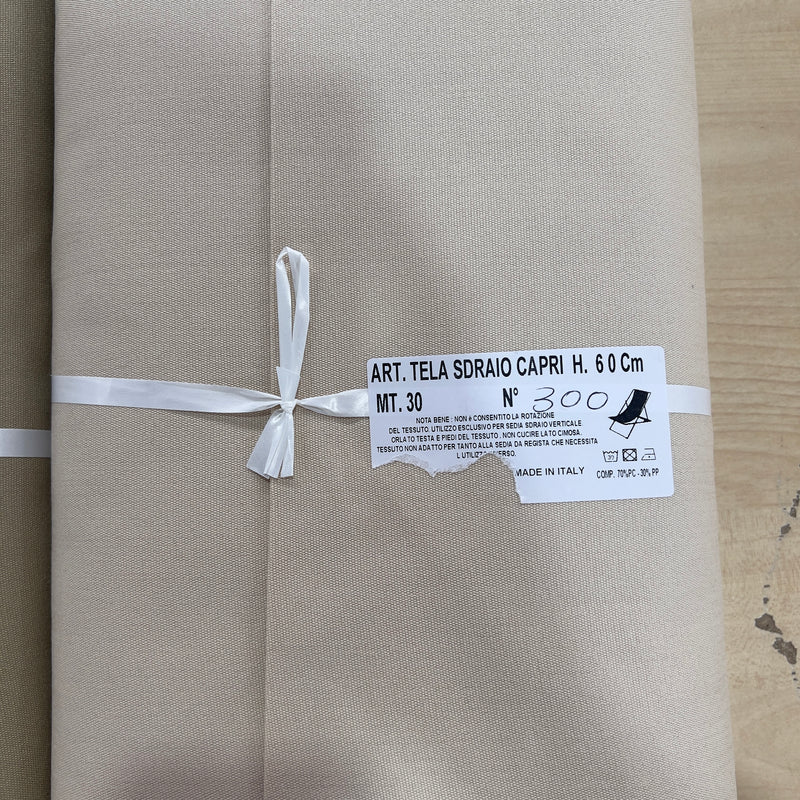 ART. TELA SDRAIO CAPRI H. 60 Cm
MT. 30 N° 300
NOTA BENE : NON è CONSENTITO LA ROTAZIONE
DEL TESSUTO. UTILIZZO ESCLUSIVO PER SEDIA SDRAIO VERTICALE.
ORLATO TESTA E PIEDI DEL TESSUTO. NON CUCIRE LATO CIMOSA.
TESSUTO NON ADATTO PER TANTO ALLA SEDIA DA REGISTA CHE NECESSITA
MADE IN ITALY
30
COMP. 70%PC - 30% PP